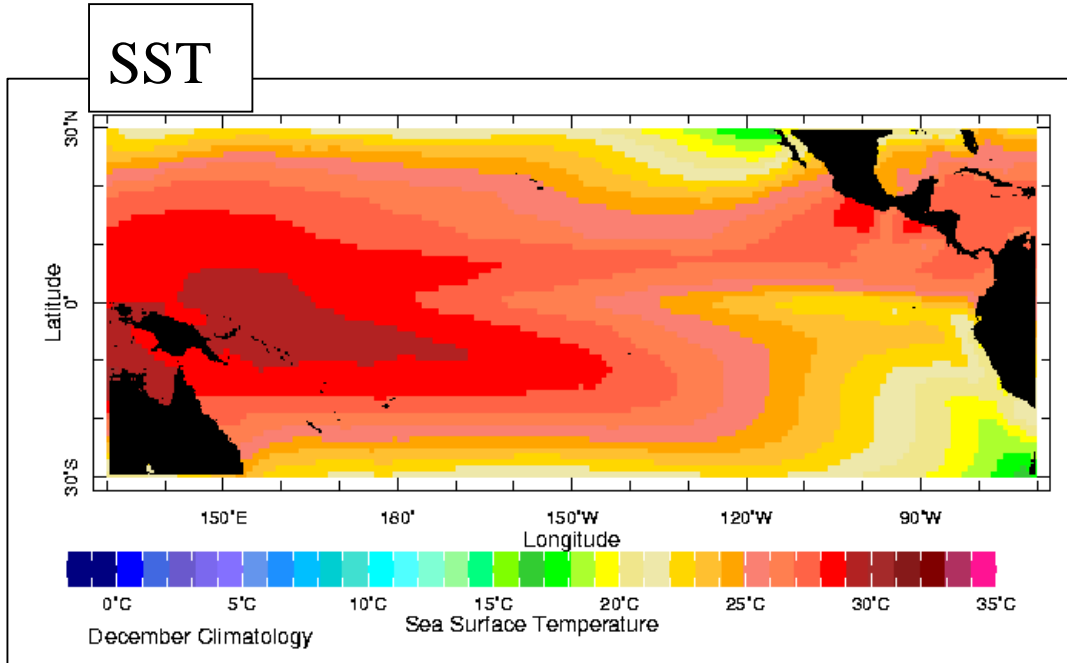 SST
30°N
0°
30°S
Latitude
150°E 180° 150°W 120°W 90°W
Longitude
0°C 5°C 10°C 15°C 20°C 25°C 30°C 35°C
Sea Surface Temperature
December Climatology